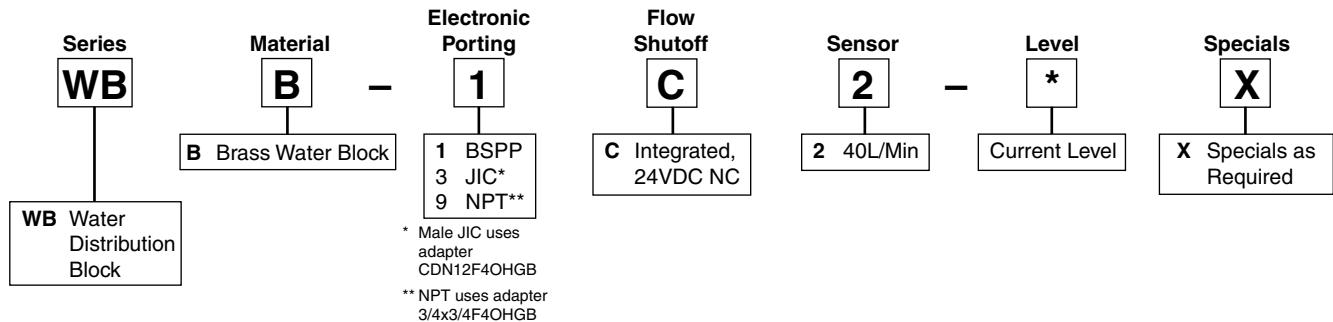 Series
Material
Electronic
Porting
Flow
Shutoff
Sensor
Level
Specials
WB
B
–
1
C
2
–
*
X
WB Water
Distribution
Block
B Brass Water Block
1 BSPP
3 JIC*
9 NPT**
* Male JIC uses
adapter
CDN12F4OHGB
** NPT uses adapter
3/4x3/4F4OHGB
C Integrated,
24VDC NC
2 40L/Min
Current Level
X Specials as
Required